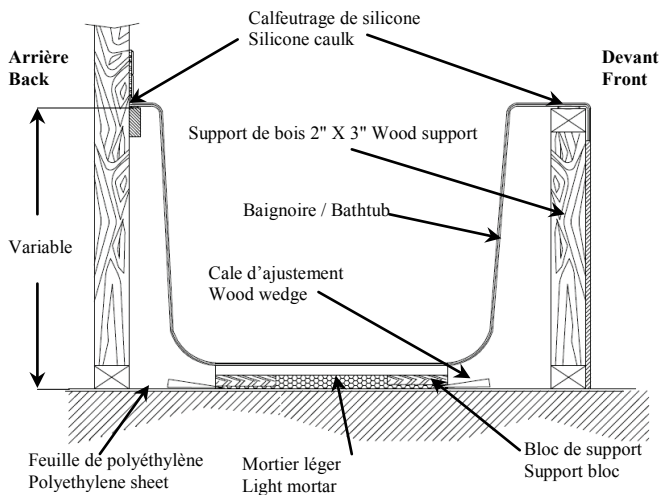 Calfeutrage de silicone
Silicone caulk
Arrière
Back
Devant
Front
Support de bois 2" X 3" Wood support
Baignoire / Bathtub
Variable
Cale d'ajustement
Wood wedge
Feuille de polyéthylène
Polyethylene sheet
Mortier léger
Light mortar
Bloc de support
Support bloc